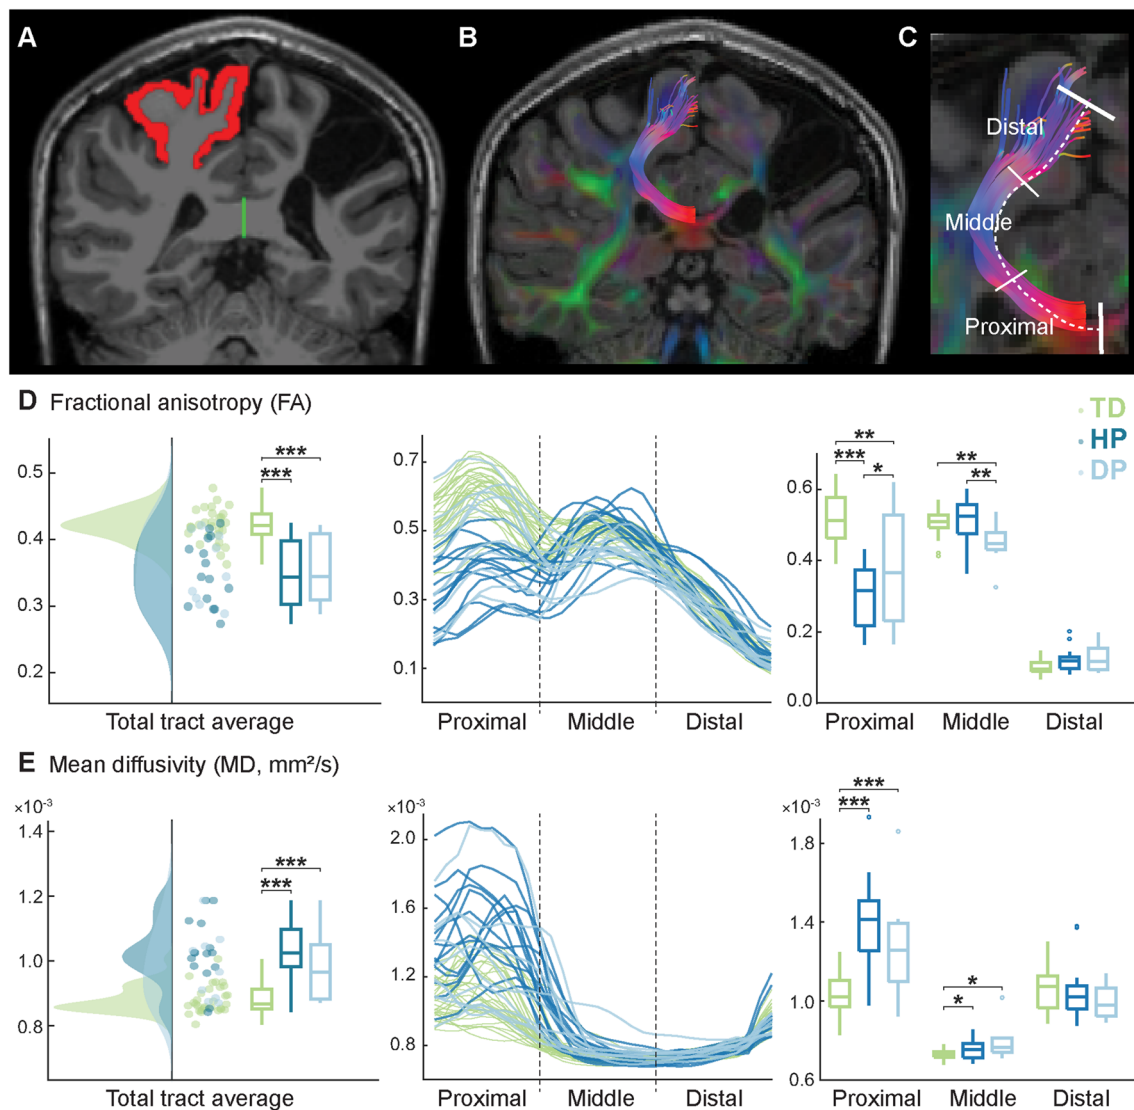 A
B
C
Distal
Middle
Proximal
D Fractional anisotropy (FA)
TD
HP
DP
0.5
0.4
0.3
0.2
***
***
Total tract average
0.7
0.5
0.3
0.1
Proximal
Middle
Distal
0.6
0.4
0.2
0.0
**
***
*
**
**
Proximal
Middle
Distal
E Mean diffusivity (MD, mm²/s)
×10⁻³
1.4
1.2
1.0
0.8
***
***
Total tract average
×10⁻³
2.0
1.6
1.2
0.8
Proximal
Middle
Distal
×10⁻³
1.8
1.4
1.0
0.6
***
***
*
*
Proximal
Middle
Distal